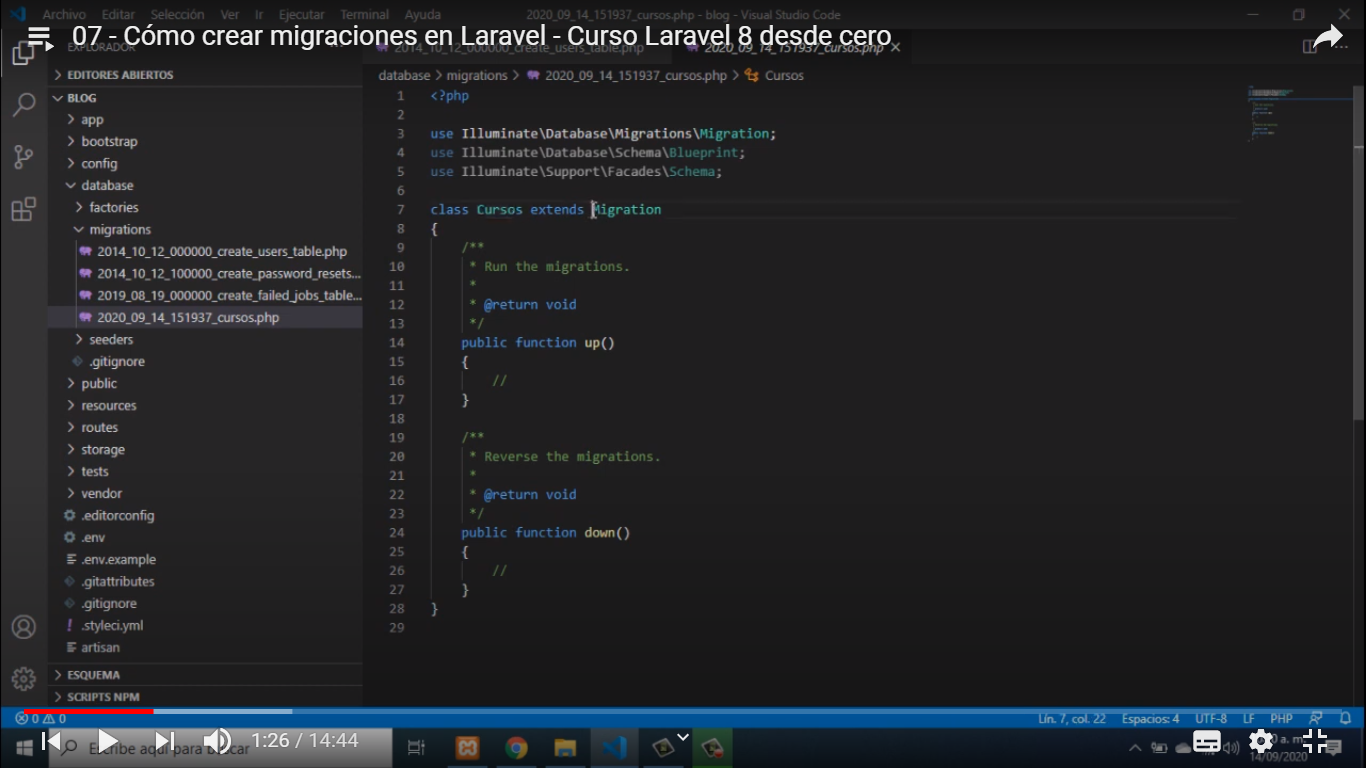 Archivo Editar Selección Ver Ir Ejecutar Terminal Ayuda 2020_09_14_151937_cursos.php - blog - Visual Studio Code
07 - Cómo crear migraciones en Laravel - Curso Laravel 8 desde cero
EXPLORADOR 2014_10_12_000000_create_users_table.php 2020_09_14_151937_cursos.php
EDITORES ABIERTOS
BLOG
app
bootstrap
config
database
factories
migrations
2014_10_12_000000_create_users_table.php
2014_10_12_100000_create_password_resets...
2019_08_19_000000_create_failed_jobs_table...
2020_09_14_151937_cursos.php
seeders
.gitignore
public
resources
routes
storage
tests
vendor
.editorconfig
.env
.env.example
.gitattributes
.gitignore
.styleci.yml
artisan
ESQUEMA
SCRIPTS NPM
database > migrations > 2020_09_14_151937_cursos.php > Cursos
1 <?php
2
3 use Illuminate\Database\Migrations\Migration;
4 use Illuminate\Database\Schema\Blueprint;
5 use Illuminate\Support\Facades\Schema;
6
7 class Cursos extends Migration
8 {
9 /**
10 * Run the migrations.
11 *
12 * @return void
13 */
14 public function up()
15 {
16 //
17 }
18
19 /**
20 * Reverse the migrations.
21 *
22 * @return void
23 */
24 public function down()
25 {
26 //
27 }
28 }
29
0 0 Lín. 7, col. 22 Espacios: 4 UTF-8 LF PHP
Escribe aquí para buscar
1:26 / 14:44
a. m.
14/09/2020